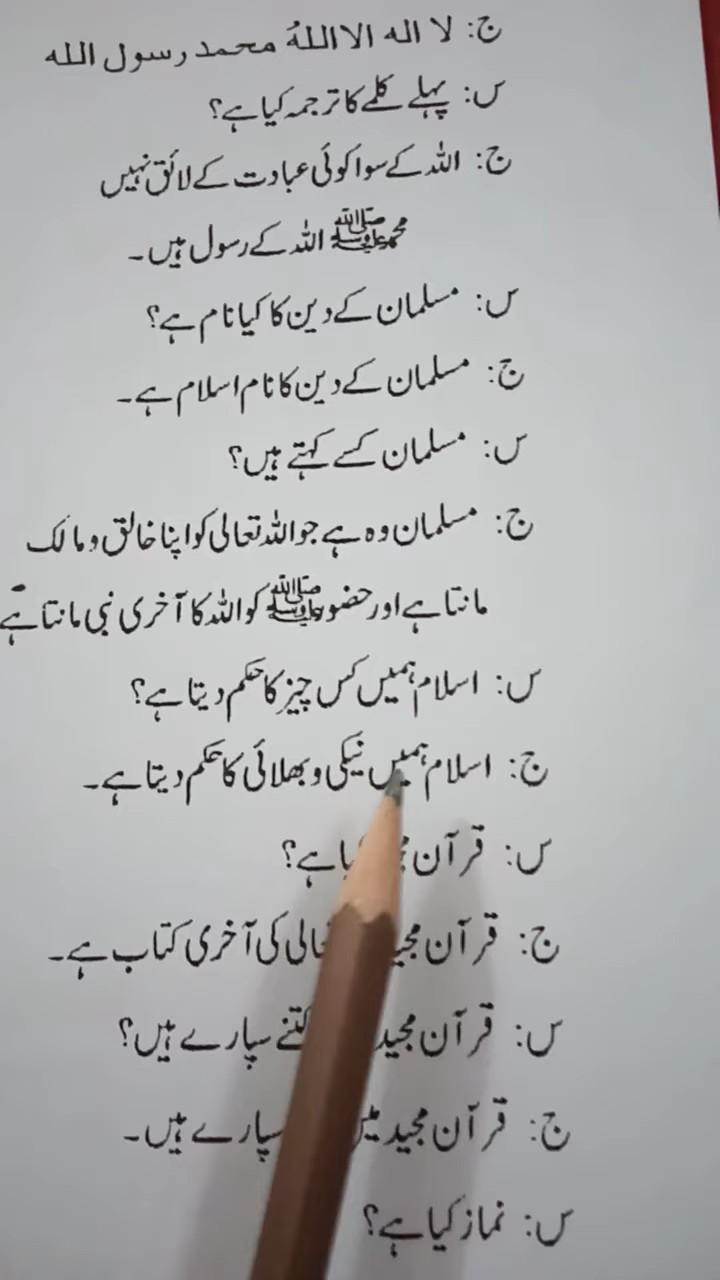 ج: لا اله الا اللهُ محمد رسول الله
س: پہلے کلمے کا ترجمہ کیا ہے؟
ج: اللہ کے سوا کوئی عبادت کے لائق نہیں
محمد ﷺ اللہ کے رسول ہیں۔
س: مسلمان کے دین کا کیا نام ہے؟
ج: مسلمان کے دین کا نام اسلام ہے۔
س: مسلمان کسے کہتے ہیں؟
ج: مسلمان وہ ہے جو اللہ تعالی کو اپنا خالق و مالک
مانتا ہے اور حضور ﷺ کو اللہ کا آخری نبی مانتا ہے
س: اسلام ہمیں کس چیز کا حکم دیتا ہے؟
ج: اسلام ہمیں نیکی و بھلائی کا حکم دیتا ہے۔
س: قرآن ہے؟
ج: قرآن مجید کی آخری کتاب ہے۔
س: قرآن مجید کتنے سپارے ہیں؟
ج: قرآن مجید میں سپارے ہیں۔
س: نماز کیا ہے؟